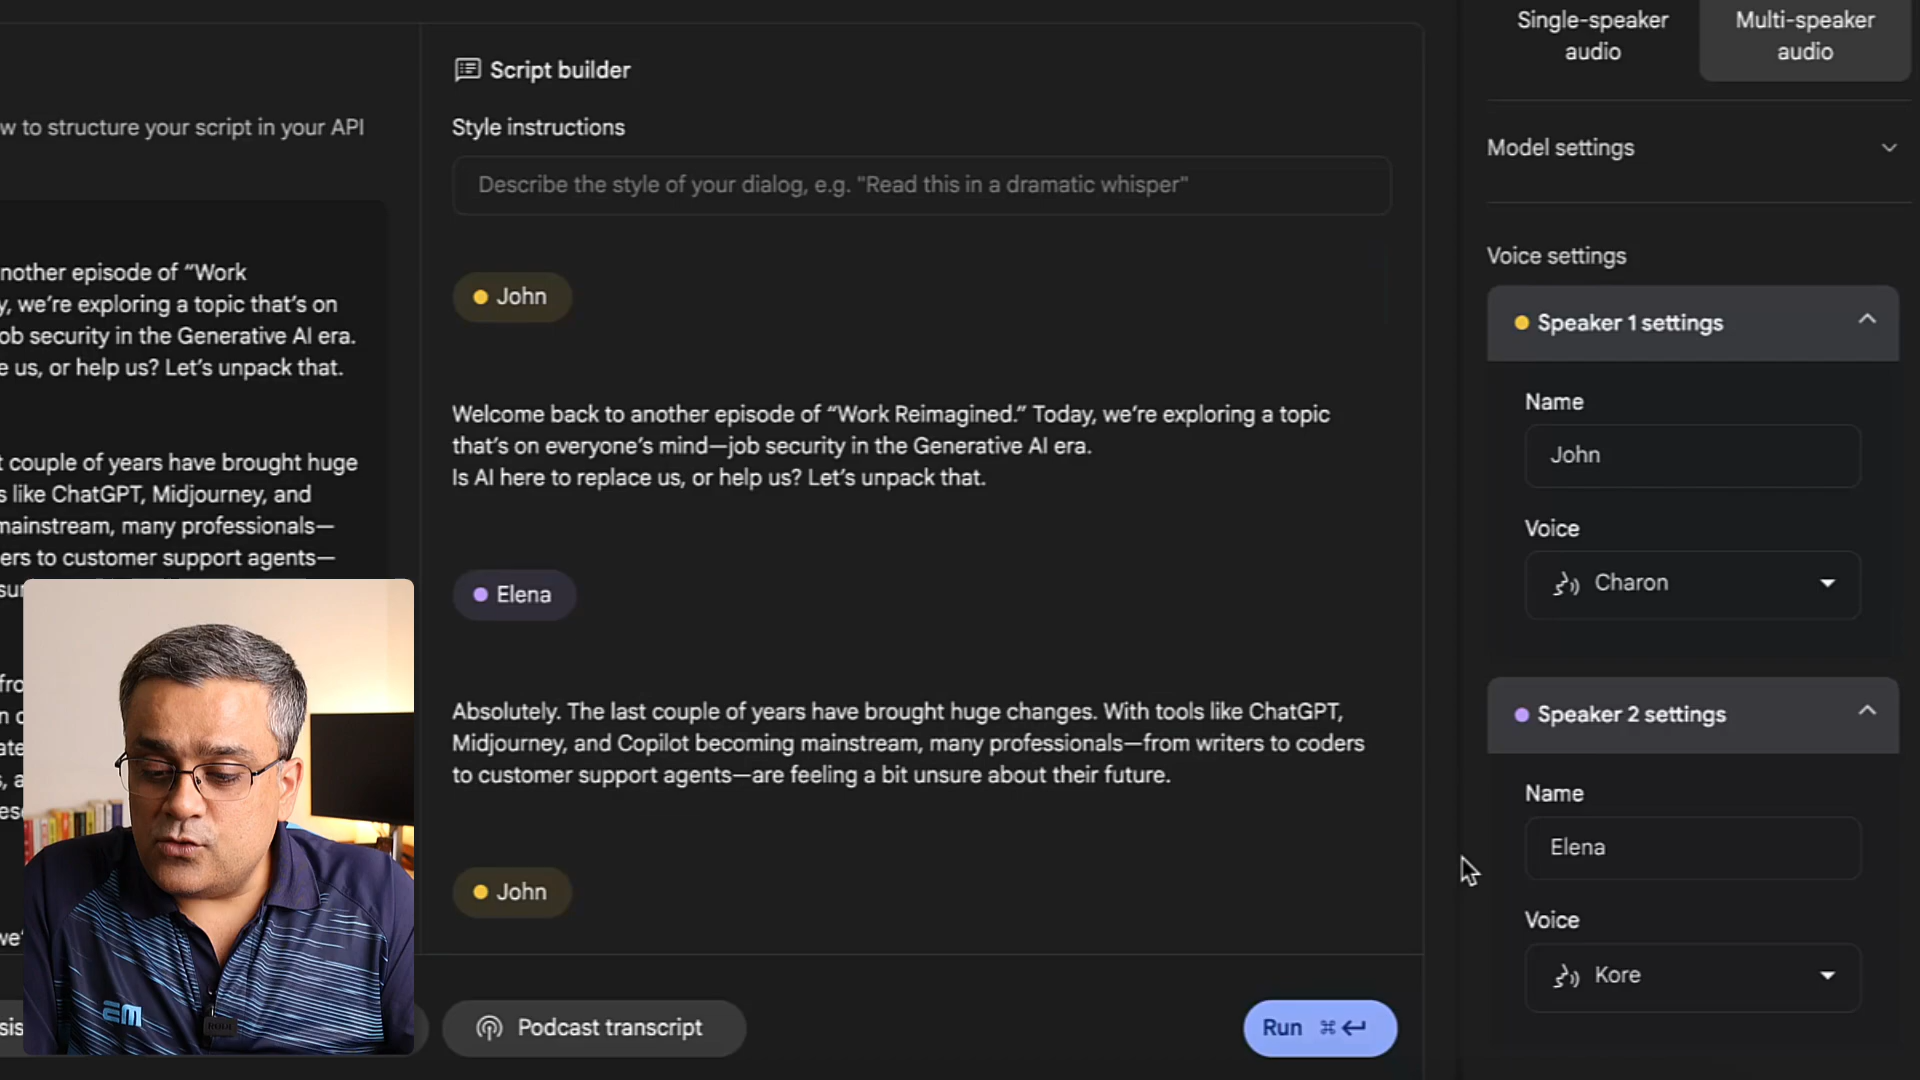 w to structure your script in your API
nother episode of “Work
y, we’re exploring a topic that’s on
ob security in the Generative AI era.
e us, or help us? Let’s unpack that.
t couple of years have brought huge
s like ChatGPT, Midjourney, and
mainstream, many professionals—
ers to customer support agents—
Script builder
Style instructions
Describe the style of your dialog, e.g. "Read this in a dramatic whisper"
John
Welcome back to another episode of “Work Reimagined.” Today, we’re exploring a topic
that’s on everyone’s mind—job security in the Generative AI era.
Is AI here to replace us, or help us? Let’s unpack that.
Elena
Absolutely. The last couple of years have brought huge changes. With tools like ChatGPT,
Midjourney, and Copilot becoming mainstream, many professionals—from writers to coders
to customer support agents—are feeling a bit unsure about their future.
John
Podcast transcript
Run ⌘↵
Single-speaker
audio
Multi-speaker
audio
Model settings
Voice settings
Speaker 1 settings
Name
John
Voice
Charon
Speaker 2 settings
Name
Elena
Voice
Kore